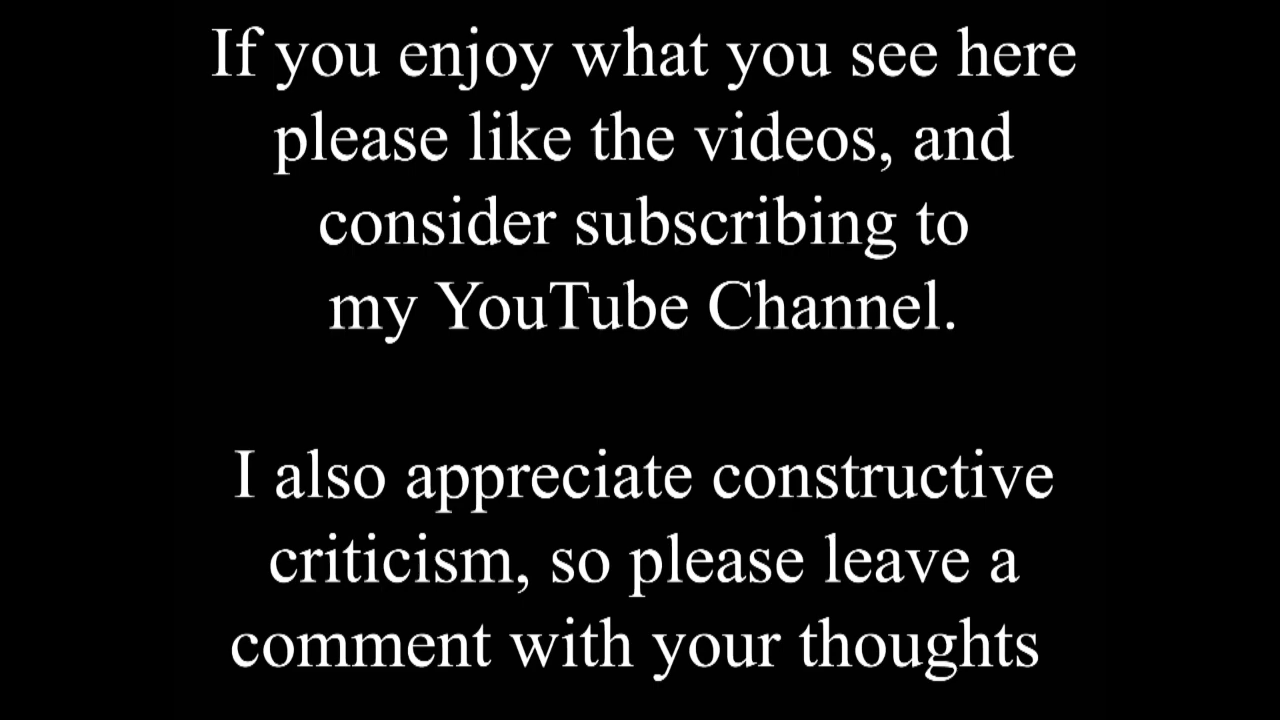 If you enjoy what you see here
please like the videos, and
consider subscribing to
my YouTube Channel.
I also appreciate constructive
criticism, so please leave a
comment with your thoughts